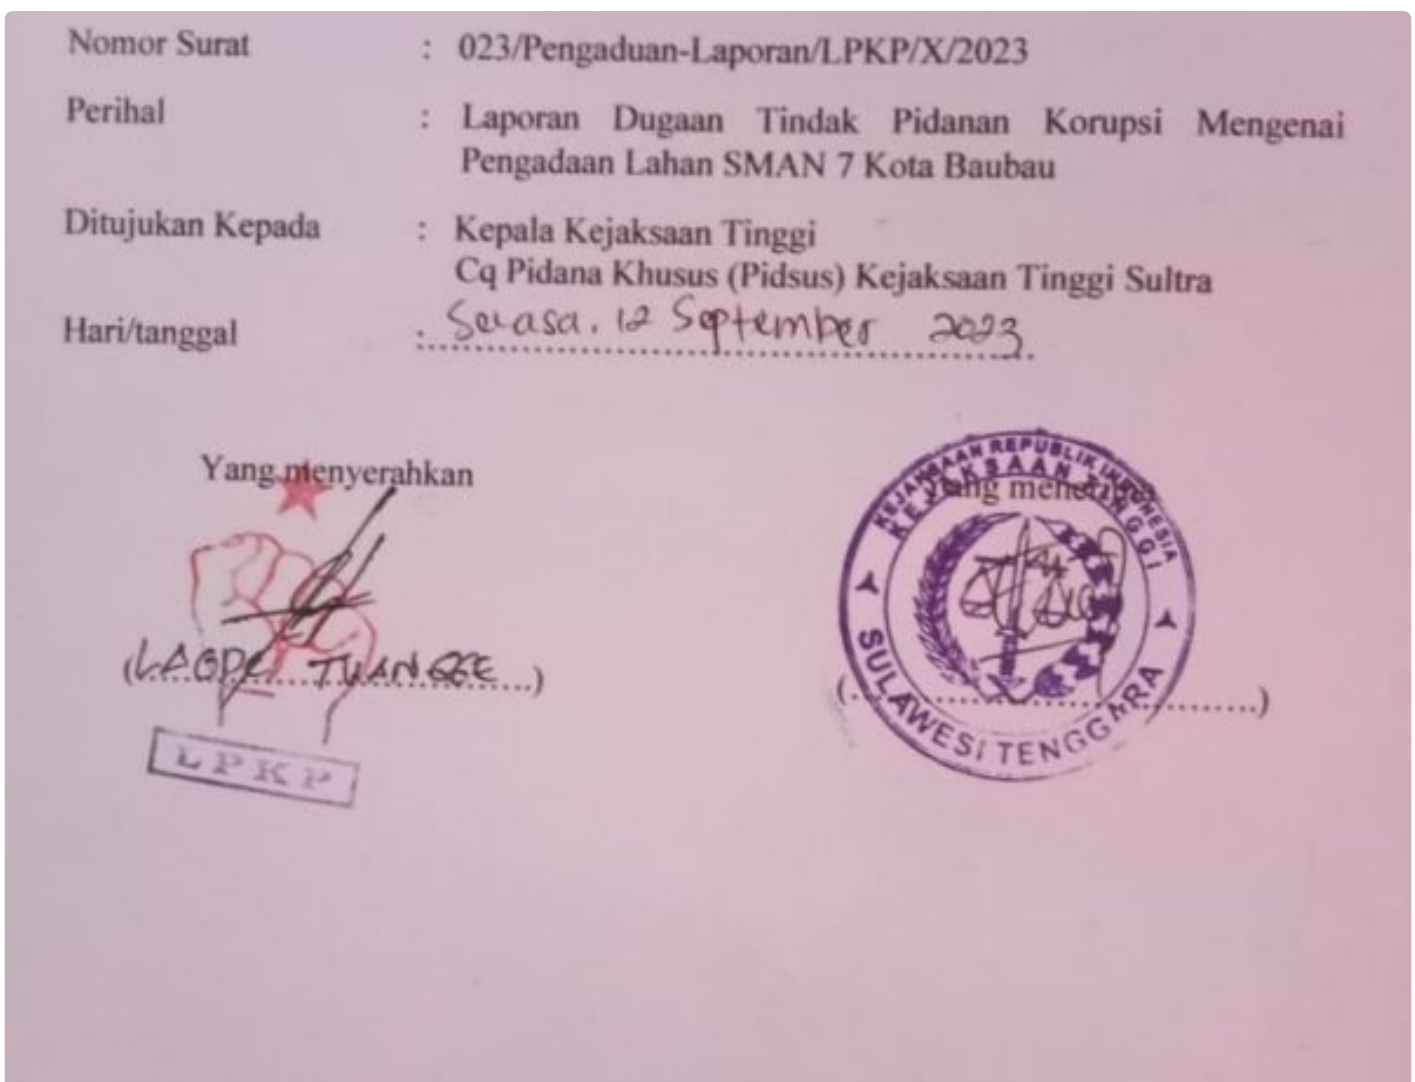 Nomor Surat : 023/Pengaduan-Laporan/LPKP/X/2023
Perihal : Laporan Dugaan Tindak Pidanan Korupsi Mengenai
Pengadaan Lahan SMAN 7 Kota Baubau
Ditujukan Kepada : Kepala Kejaksaan Tinggi
Cq Pidana Khusus (Pidsus) Kejaksaan Tinggi Sultra
Hari/tanggal : Selasa. 12 September 2023
Yang menyerahkan
Yang menerima
KEJAKSAAN REPUBLIK INDONESIA
KEJAKSAAN TINGGI
SULAWESI TENGGARA
LPKP